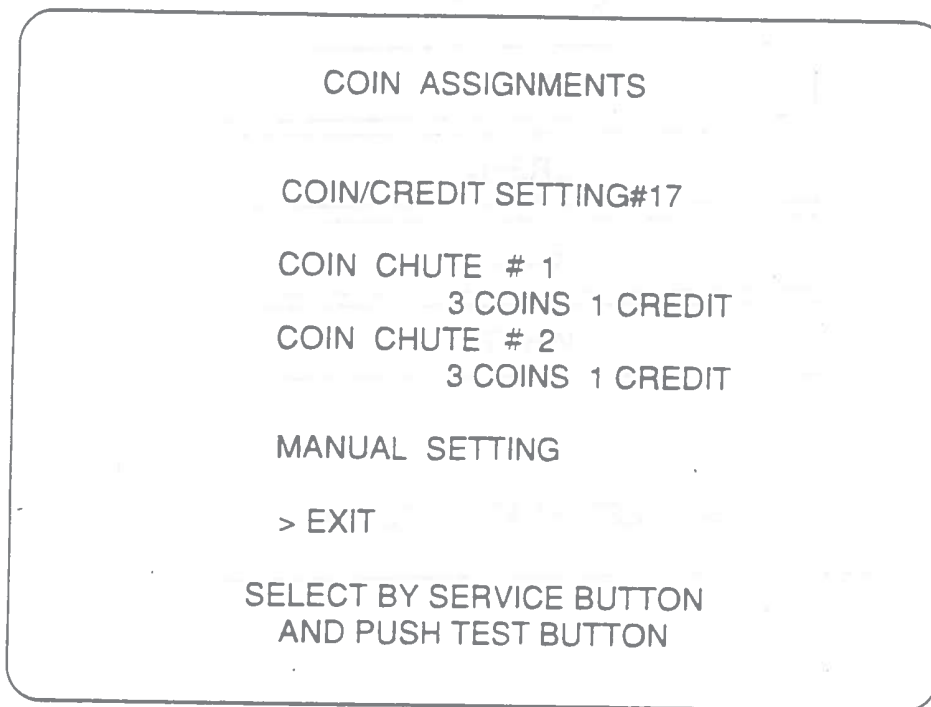 COIN ASSIGNMENTS
COIN/CREDIT SETTING#17
COIN CHUTE # 1
3 COINS 1 CREDIT
COIN CHUTE # 2
3 COINS 1 CREDIT
MANUAL SETTING
> EXIT
SELECT BY SERVICE BUTTON
AND PUSH TEST BUTTON